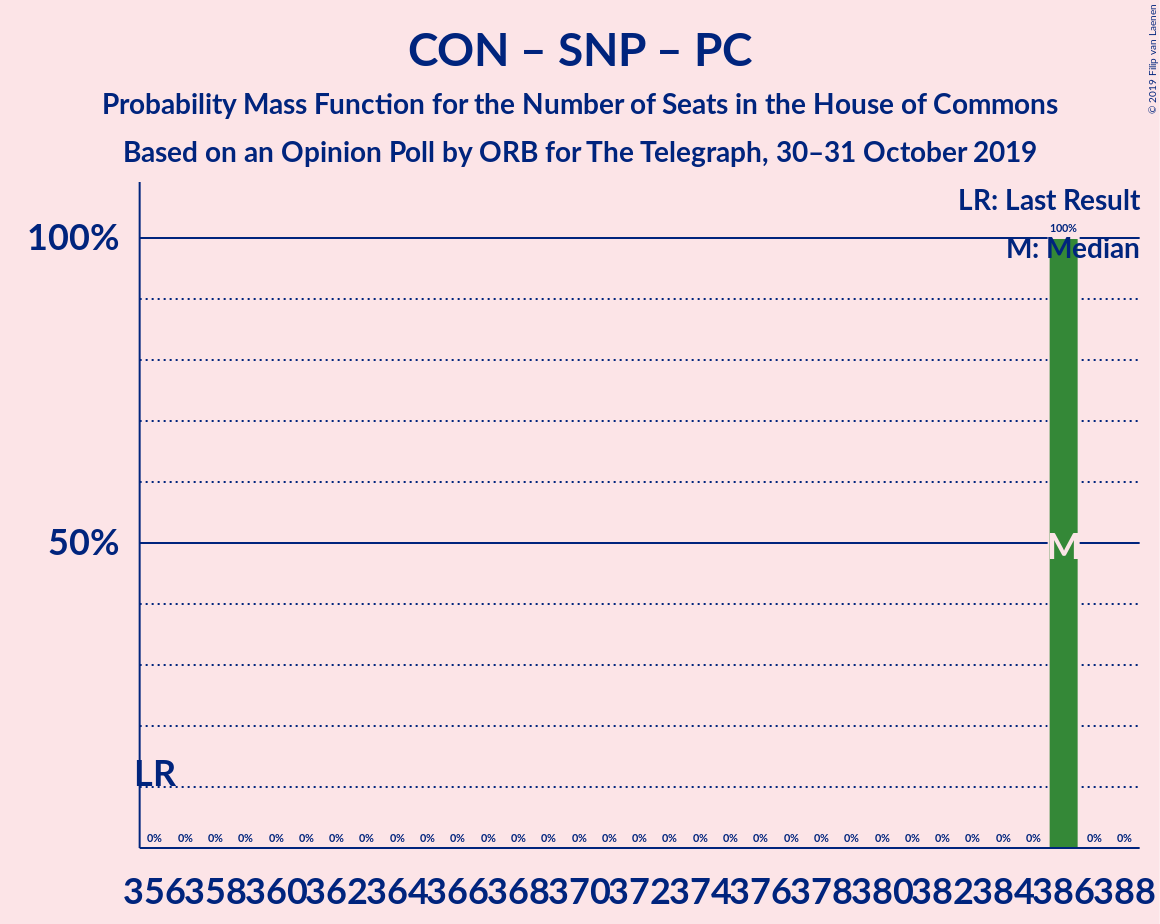 CON – SNP – PC
Probability Mass Function for the Number of Seats in the House of Commons
Based on an Opinion Poll by ORB for The Telegraph, 30–31 October 2019
© 2019 Filip van Laenen
LR: Last Result
M: Median
100%
100%
50%
M
LR
0% 0% 0% 0% 0% 0% 0% 0% 0% 0% 0% 0% 0% 0% 0% 0% 0% 0% 0% 0% 0% 0% 0% 0% 0% 0% 0% 0% 0% 0% 0% 0%
356 358 360 362 364 366 368 370 372 374 376 378 380 382 384 386 388